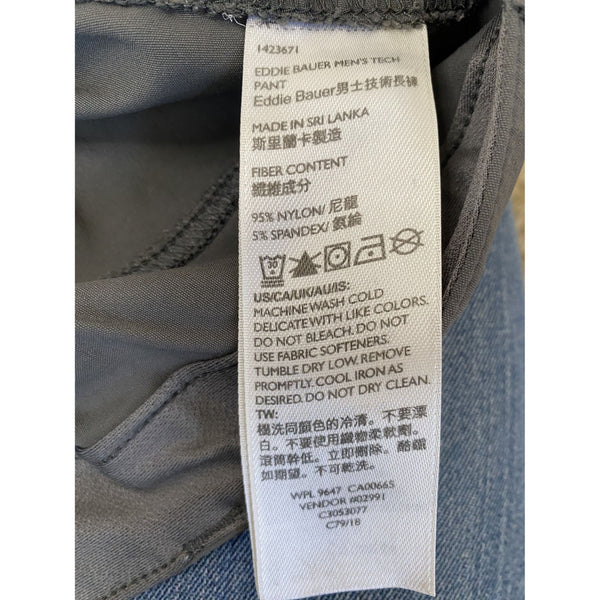 1423671
EDDIE BAUER MEN'S TECH
PANT
Eddie Bauer男士技術長褲
MADE IN SRI LANKA
斯里蘭卡製造
FIBER CONTENT
纖維成分
95% NYLON/ 尼龍
5% SPANDEX/ 氨綸
30
US/CA/UK/AU/IS:
MACHINE WASH COLD
DELICATE WITH LIKE COLORS.
DO NOT BLEACH. DO NOT
USE FABRIC SOFTENERS.
TUMBLE DRY LOW. REMOVE
PROMPTLY. COOL IRON AS
DESIRED. DO NOT DRY CLEAN.
TW:
機洗同顏色的冷清。不要漂
白。不要使用織物柔軟劑。
滾筒幹低。立即刪除。酷鐵
如期望。不可乾洗。
WPL 9647 CA00665
VENDOR #02991
C3053077
C79/18